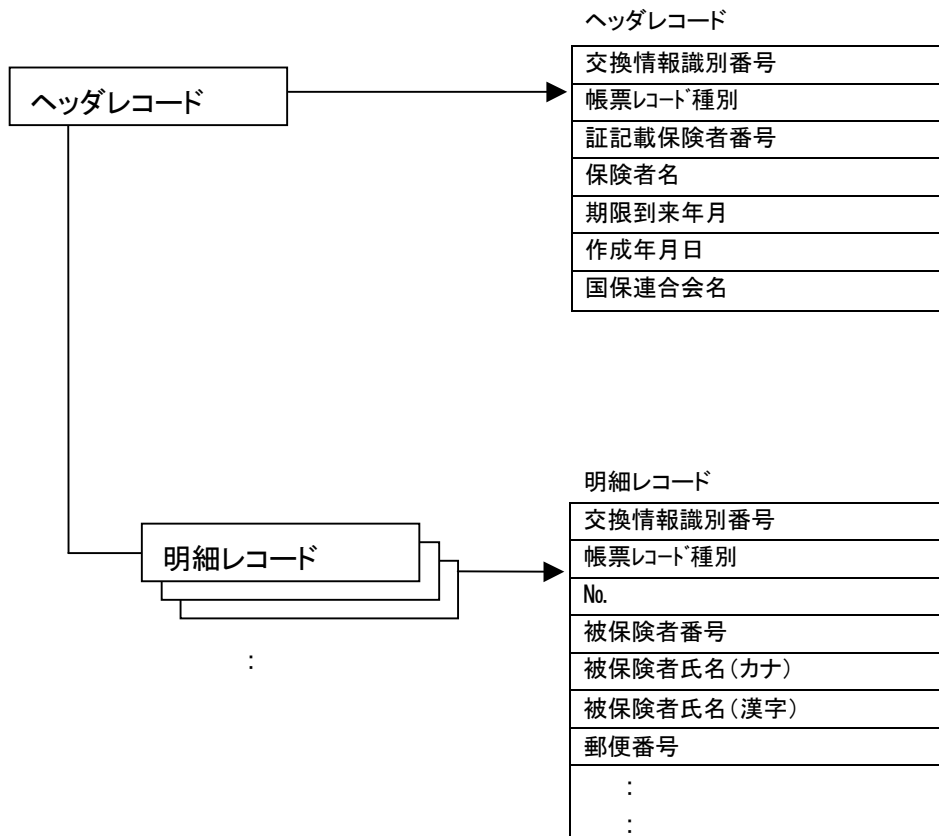 ヘッダレコード
ヘッダレコード
交換情報識別番号
帳票ﾚｺｰﾄﾞ種別
証記載保険者番号
保険者名
期限到来年月
作成年月日
国保連合会名
明細レコード
明細レコード
:
交換情報識別番号
帳票ﾚｺｰﾄﾞ種別
№
被保険者番号
被保険者氏名(カナ)
被保険者氏名(漢字)
郵便番号
:
: